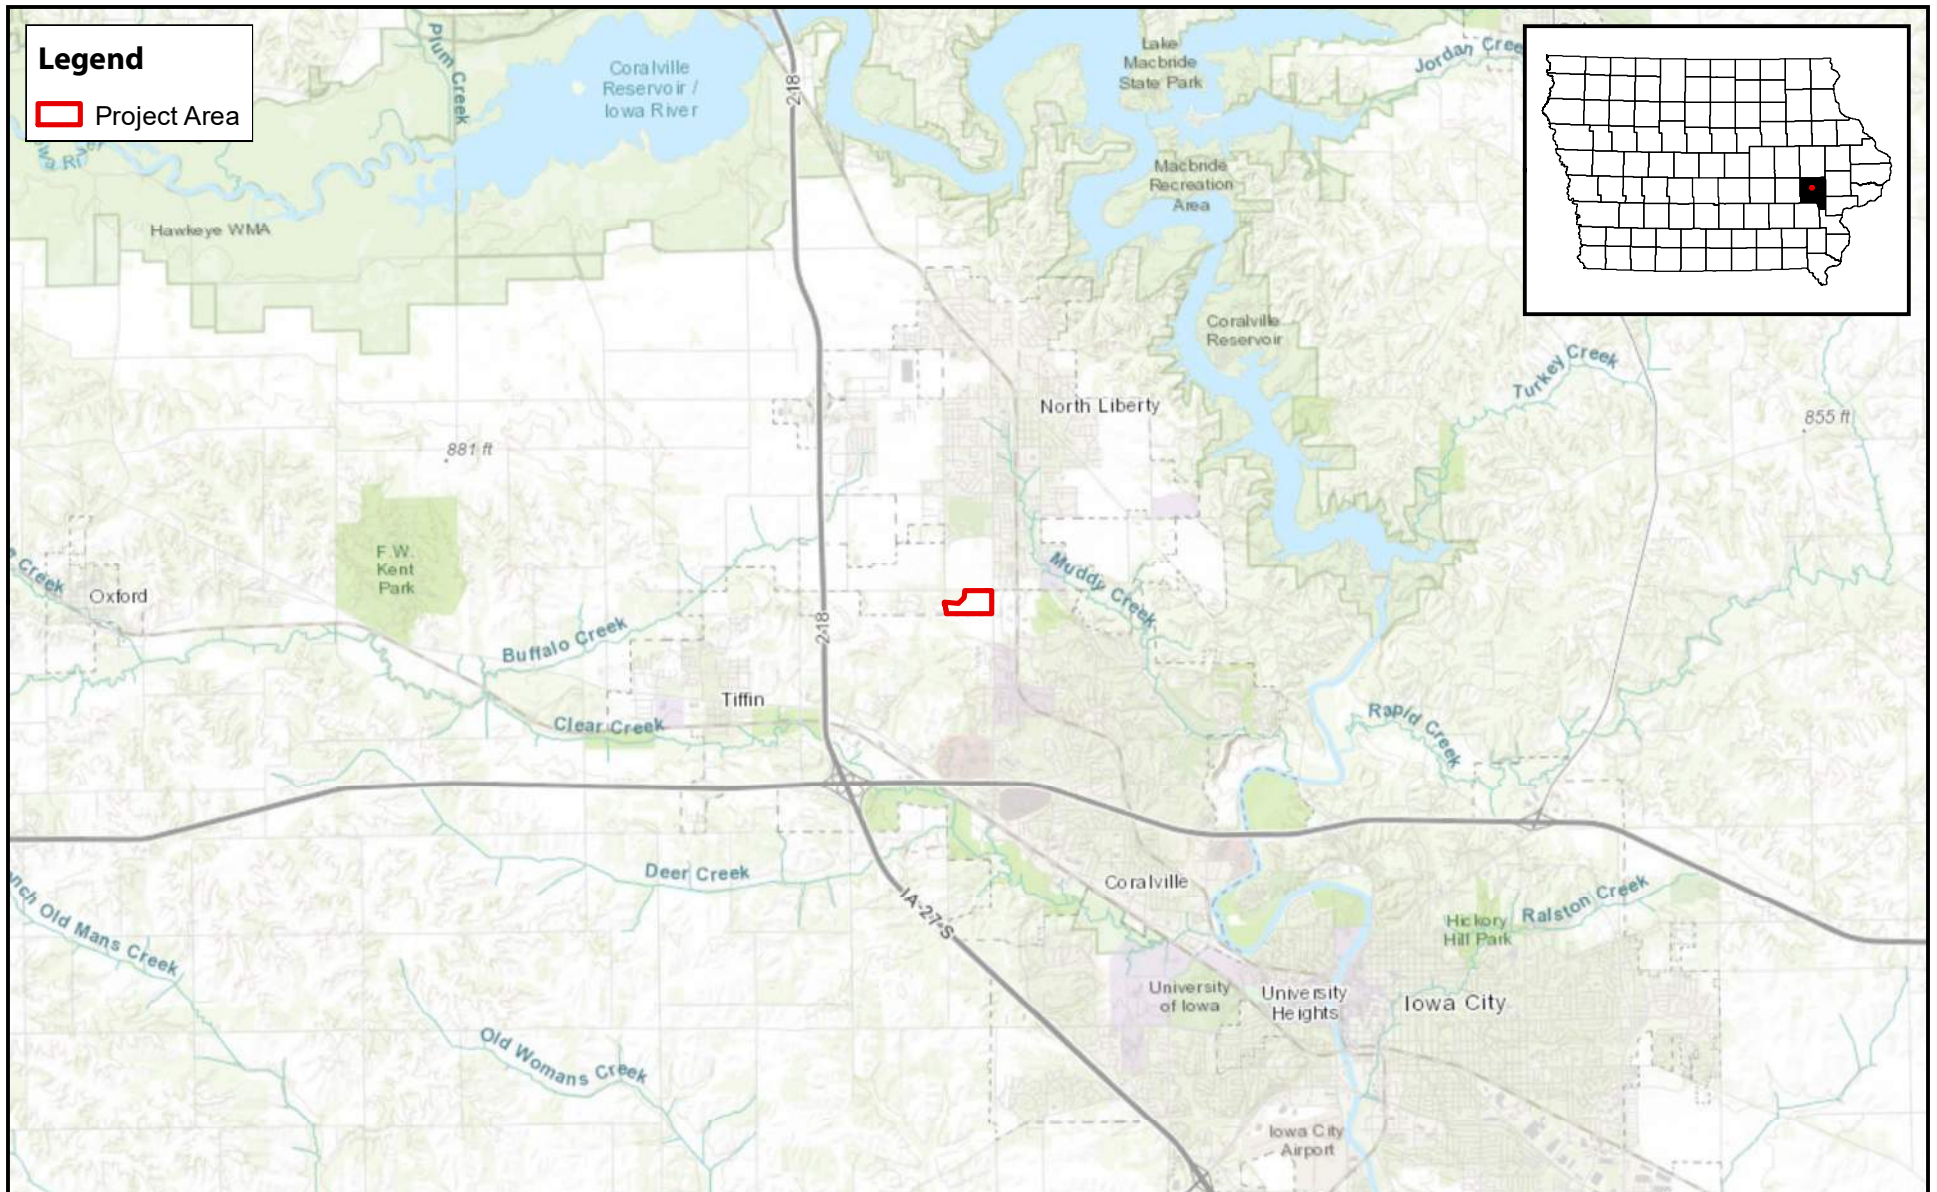 Legend
Project Area
Plum Creek
Coralville
Reservoir /
Iowa River
218
Lake
Macbride
State Park
Jordan Cree
Macbride
Recreation
Area
Hawkeye WMA
Coralville
Reservoir
Turkey Creek
North Liberty
855 ft
881 ft
F.W.
Kent
Park
Muddy Creek
Creek
Oxford
Buffalo Creek
218
Tiffin
Clear Creek
Rapid Creek
Deer Creek
IA-27-S
Coralville
Ralston Creek
Hickory
Hill Park
nch Old Mans Creek
University
of Iowa
University
Heights
Iowa City
Old Womans Creek
Iowa City
Airport